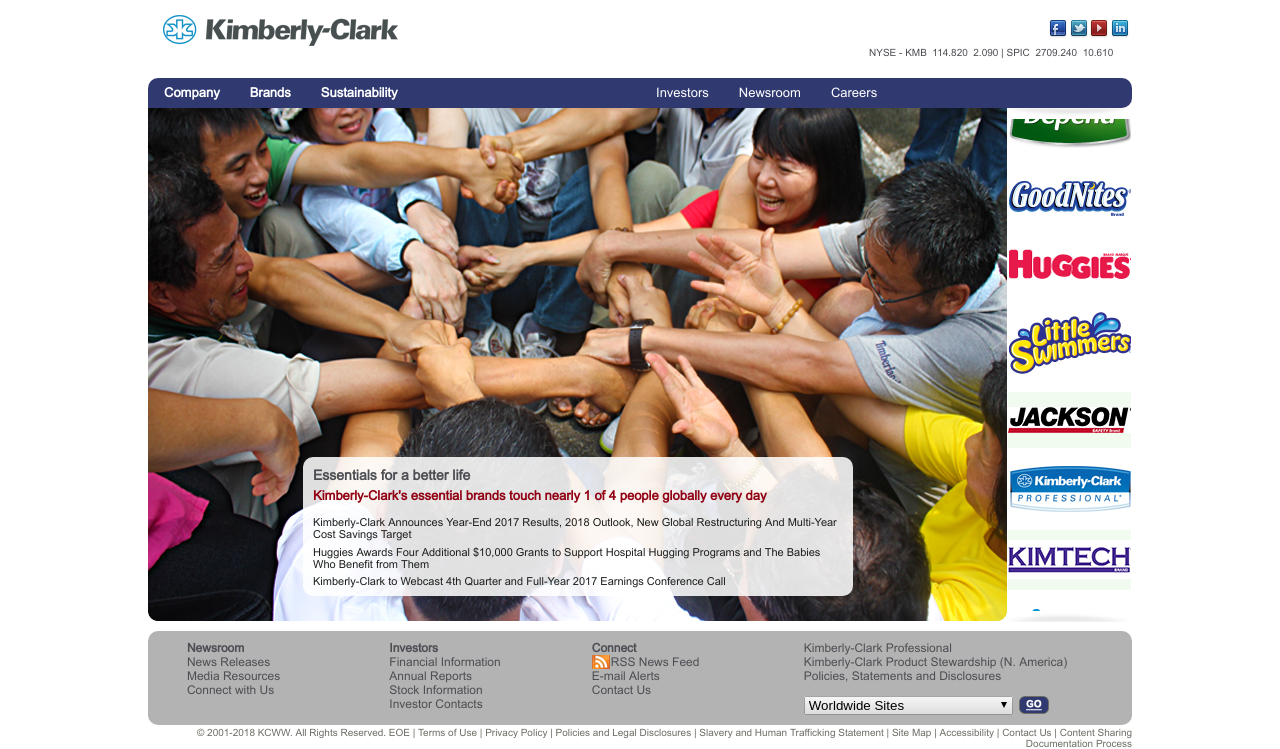 Kimberly-Clark
NYSE - KMB 114.820 2.090 | SPIC 2709.240 10.610
Company Brands Sustainability Investors Newsroom Careers
Depend
GoodNites
Brand
HUGGIES
Little
Swimmers
JACKSON
SAFETY Brand
Kimberly-Clark
PROFESSIONAL*
KIMTECH
BRAND
Timberland
Essentials for a better life
Kimberly-Clark's essential brands touch nearly 1 of 4 people globally every day
Kimberly-Clark Announces Year-End 2017 Results, 2018 Outlook, New Global Restructuring And Multi-Year
Cost Savings Target
Huggies Awards Four Additional $10,000 Grants to Support Hospital Hugging Programs and The Babies
Who Benefit from Them
Kimberly-Clark to Webcast 4th Quarter and Full-Year 2017 Earnings Conference Call
Newsroom
News Releases
Media Resources
Connect with Us
Investors
Financial Information
Annual Reports
Stock Information
Investor Contacts
Connect
RSS News Feed
E-mail Alerts
Contact Us
Kimberly-Clark Professional
Kimberly-Clark Product Stewardship (N. America)
Policies, Statements and Disclosures
Worldwide Sites GO
© 2001-2018 KCWW. All Rights Reserved. EOE | Terms of Use | Privacy Policy | Policies and Legal Disclosures | Slavery and Human Trafficking Statement | Site Map | Accessibility | Contact Us | Content Sharing
Documentation Process